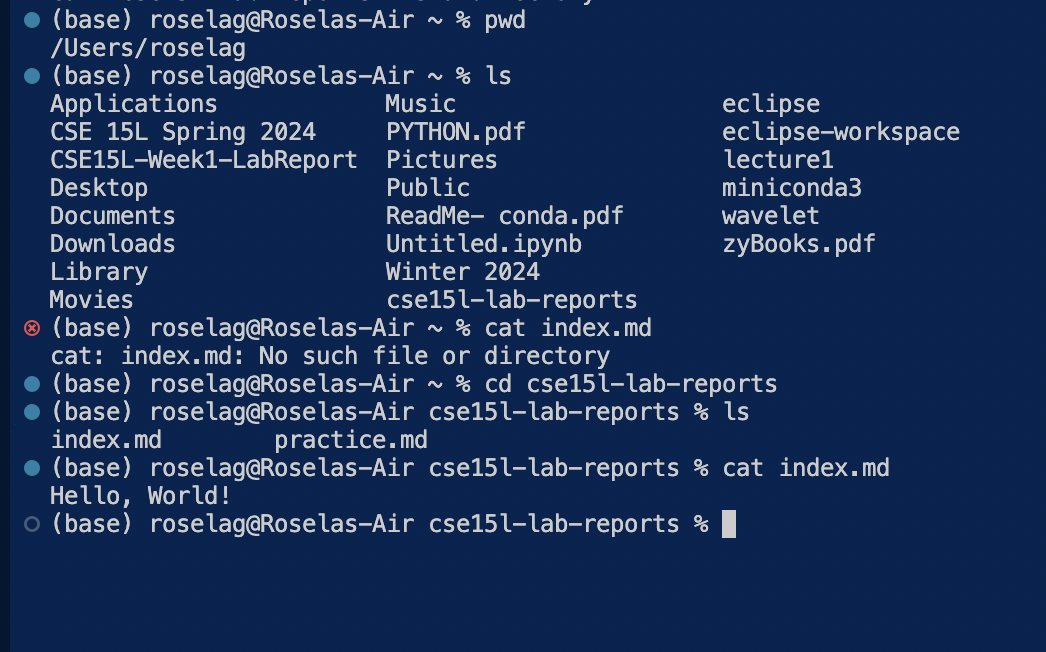 (base) roselag@Roselas-Air ~ % pwd
/Users/roselag
(base) roselag@Roselas-Air ~ % ls
Applications Music eclipse
CSE 15L Spring 2024 PYTHON.pdf eclipse-workspace
CSE15L-Week1-LabReport Pictures lecture1
Desktop Public miniconda3
Documents ReadMe- conda.pdf wavelet
Downloads Untitled.ipynb zyBooks.pdf
Library Winter 2024
Movies cse15l-lab-reports
(base) roselag@Roselas-Air ~ % cat index.md
cat: index.md: No such file or directory
(base) roselag@Roselas-Air ~ % cd cse15l-lab-reports
(base) roselag@Roselas-Air cse15l-lab-reports % ls
index.md practice.md
(base) roselag@Roselas-Air cse15l-lab-reports % cat index.md
Hello, World!
(base) roselag@Roselas-Air cse15l-lab-reports %